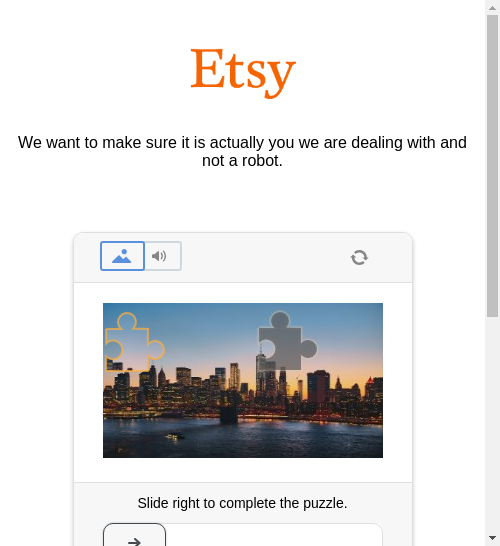 Etsy
We want to make sure it is actually you we are dealing with and
not a robot.
Slide right to complete the puzzle.